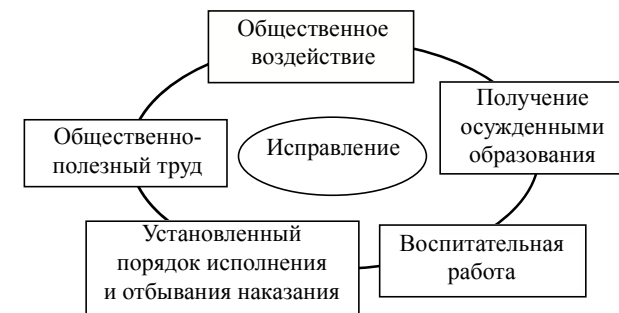 Общественное
воздействие
Получение
осужденными
образования
Общественно-
полезный труд
Исправление
Установленный
порядок исполнения
и отбывания наказания
Воспитательная
работа